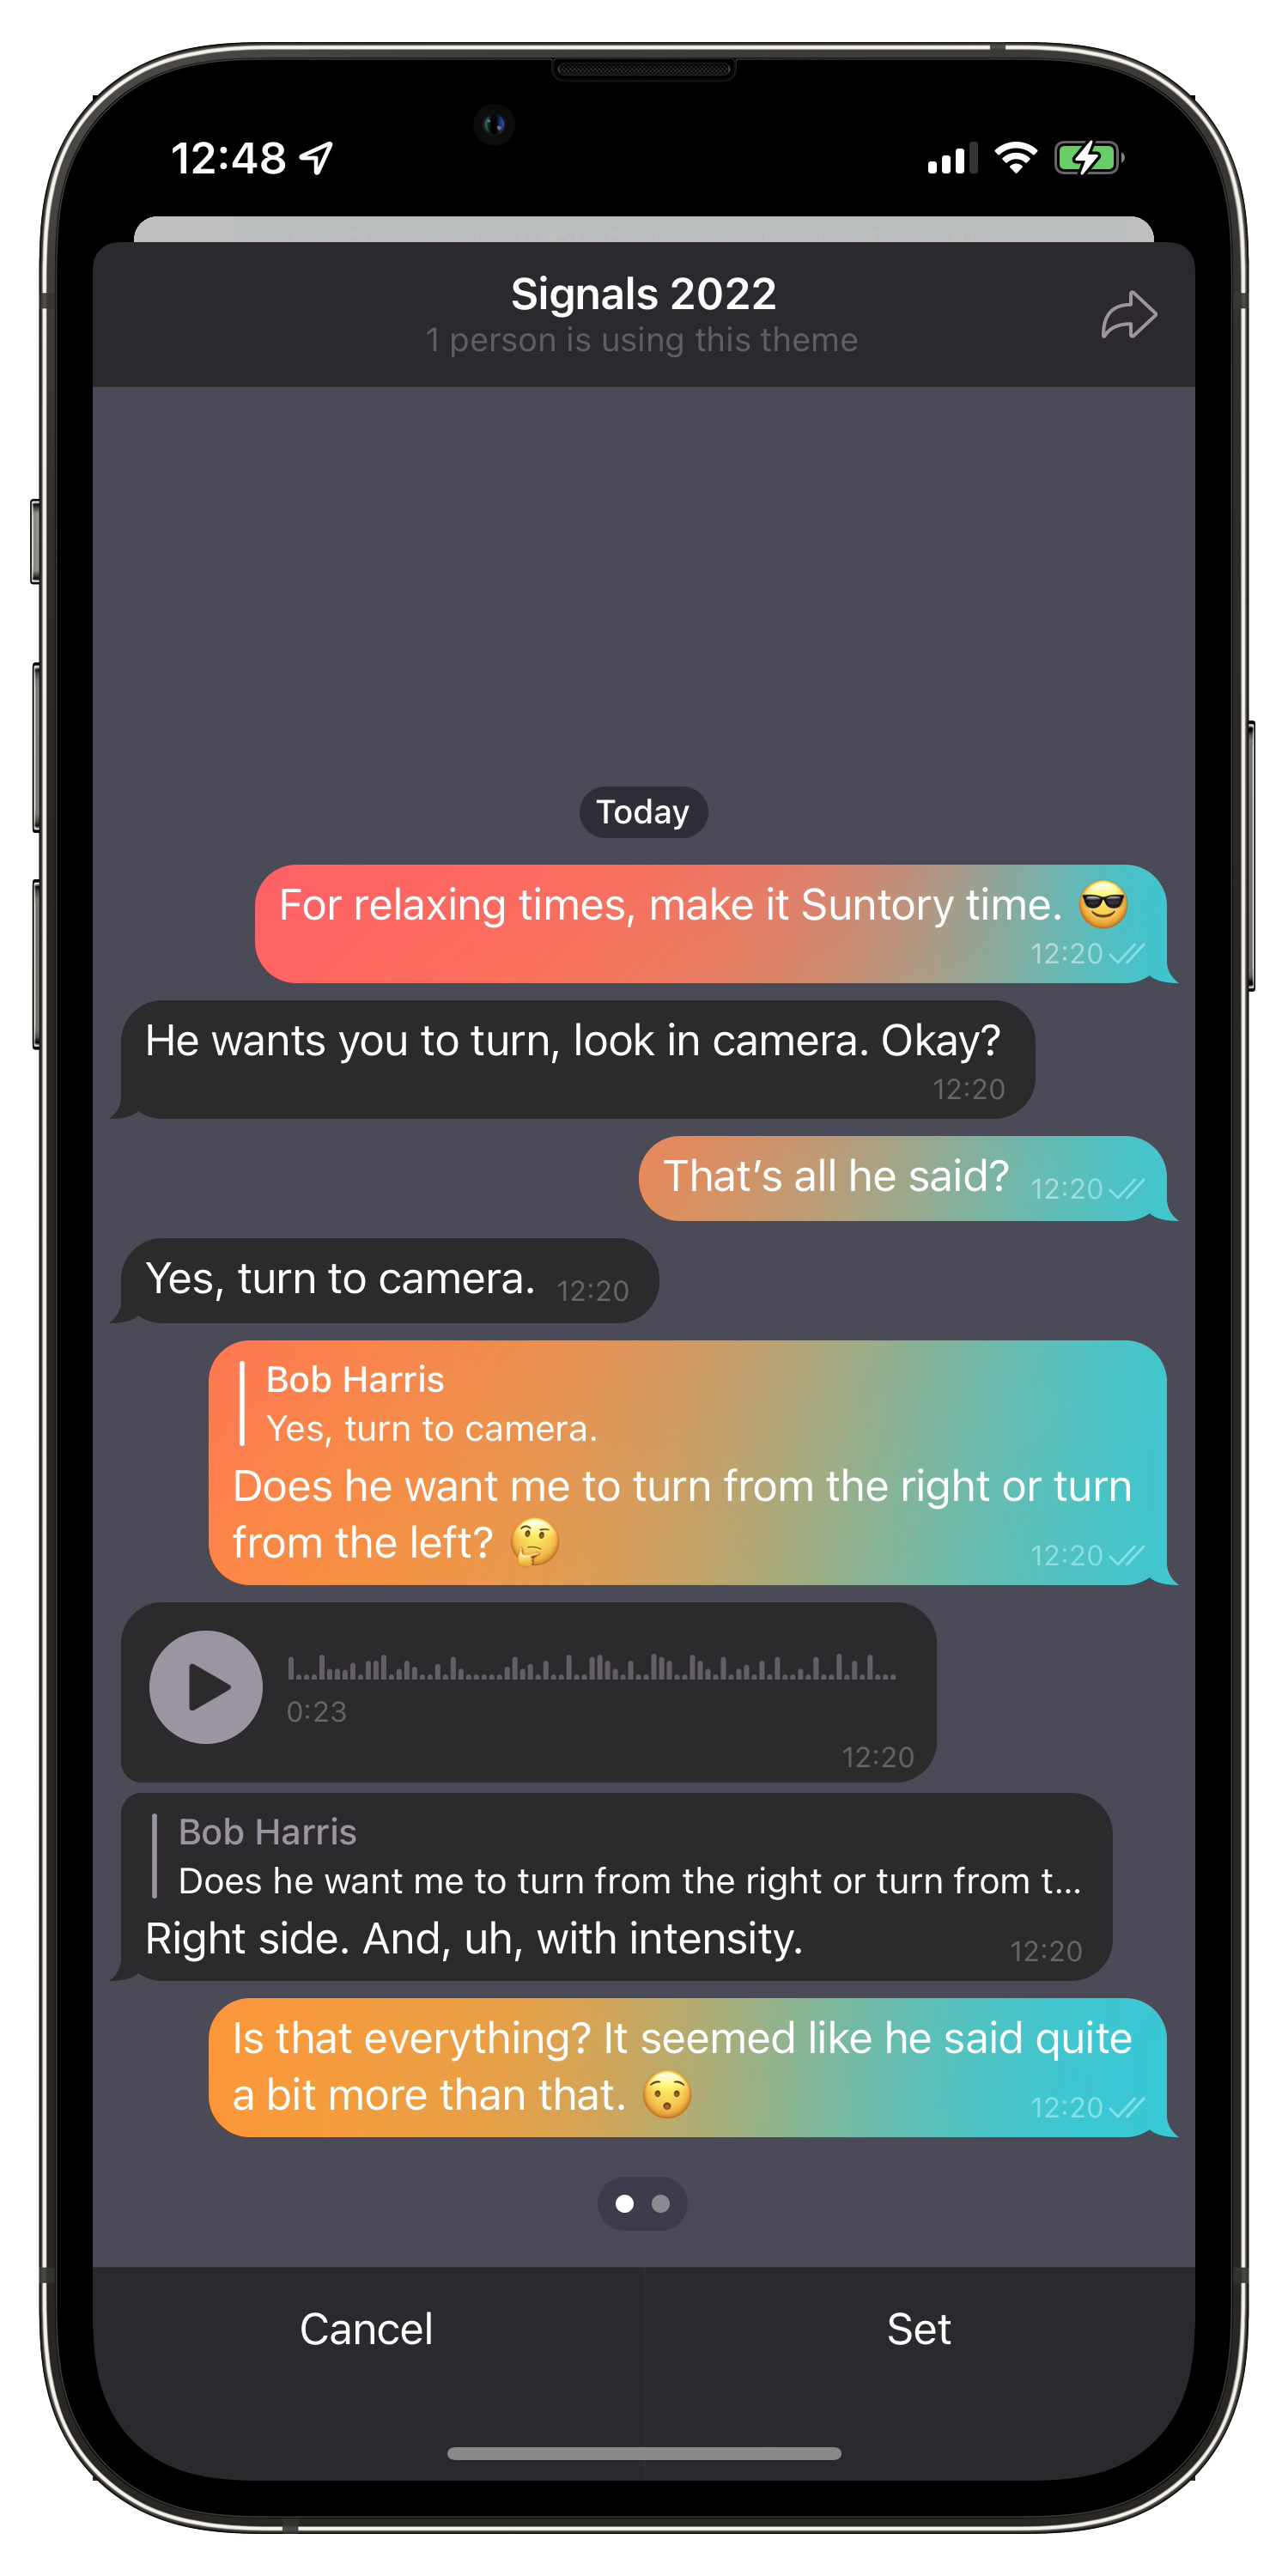 12:48
Signals 2022
1 person is using this theme
Today
For relaxing times, make it Suntory time. 😎
12:20
He wants you to turn, look in camera. Okay?
12:20
That’s all he said? 12:20
Yes, turn to camera. 12:20
Bob Harris
Yes, turn to camera.
Does he want me to turn from the right or turn
from the left? 🤔 12:20
0:23
12:20
Bob Harris
Does he want me to turn from the right or turn from t...
Right side. And, uh, with intensity. 12:20
Is that everything? It seemed like he said quite
a bit more than that. 😯 12:20
Cancel Set